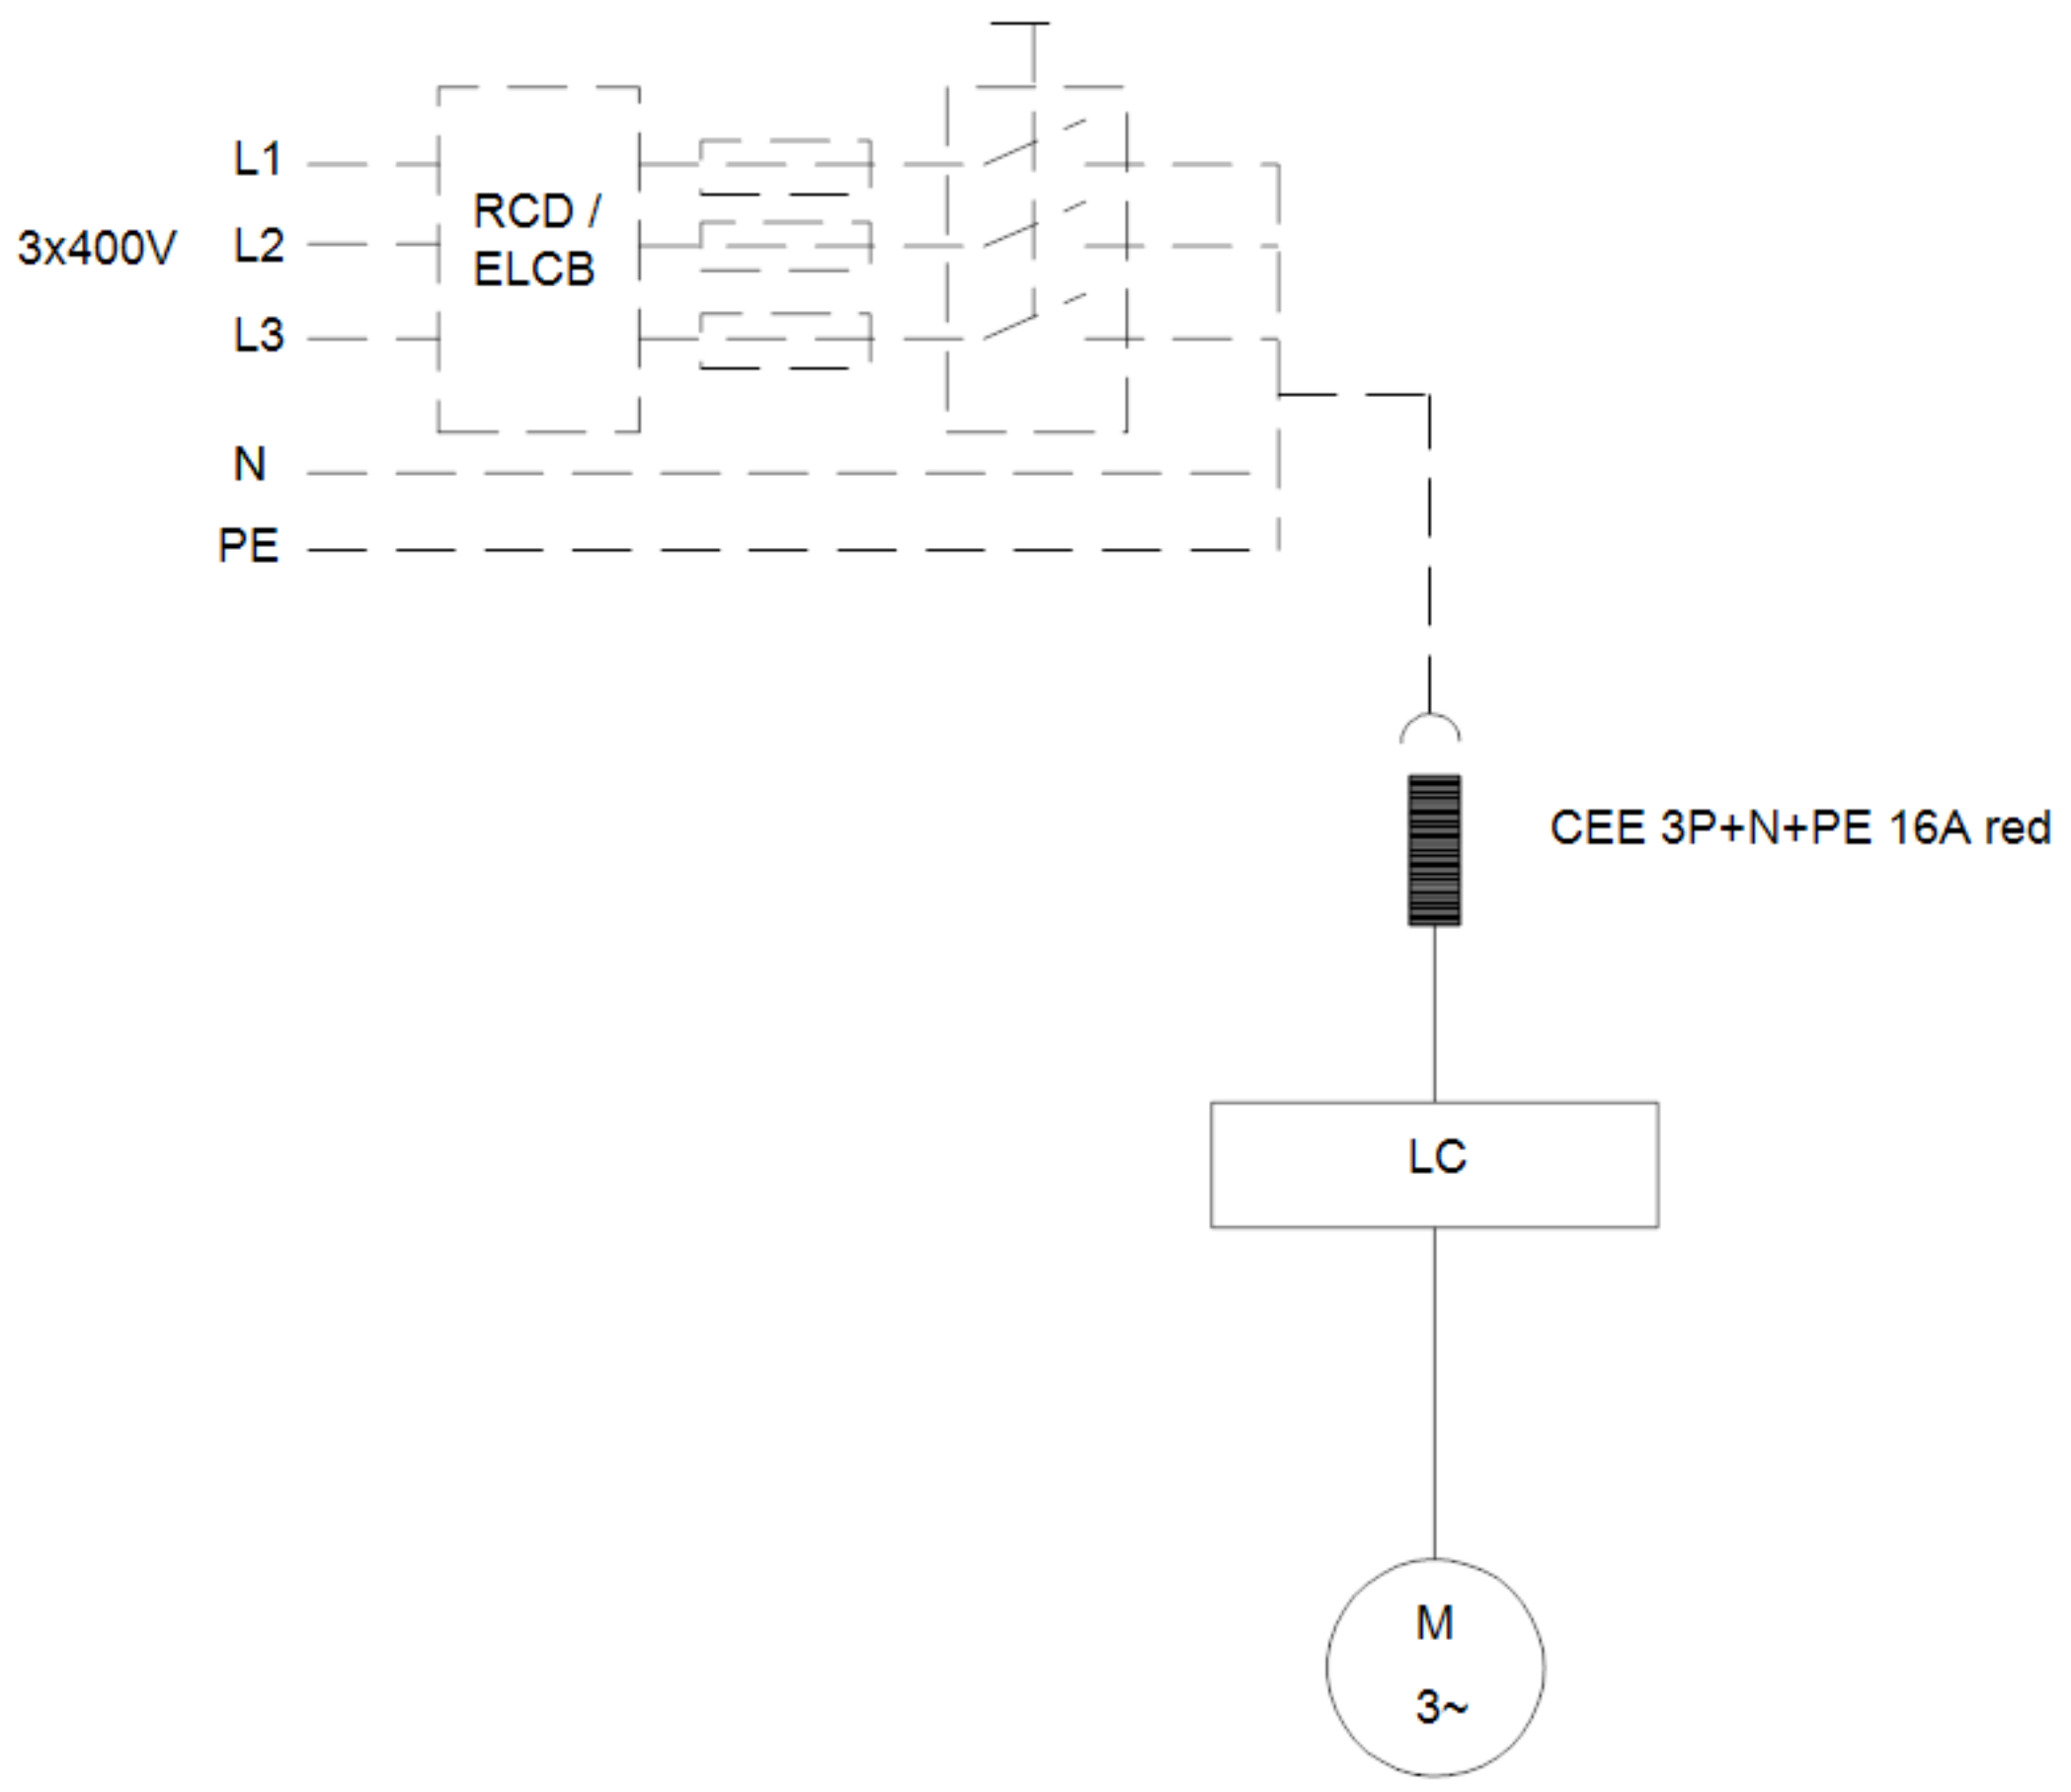 L1
RCD /
3x400V
L2
ELCB
L3
N
PE
CEE 3P+N+PE 16A red
LC
M
3~